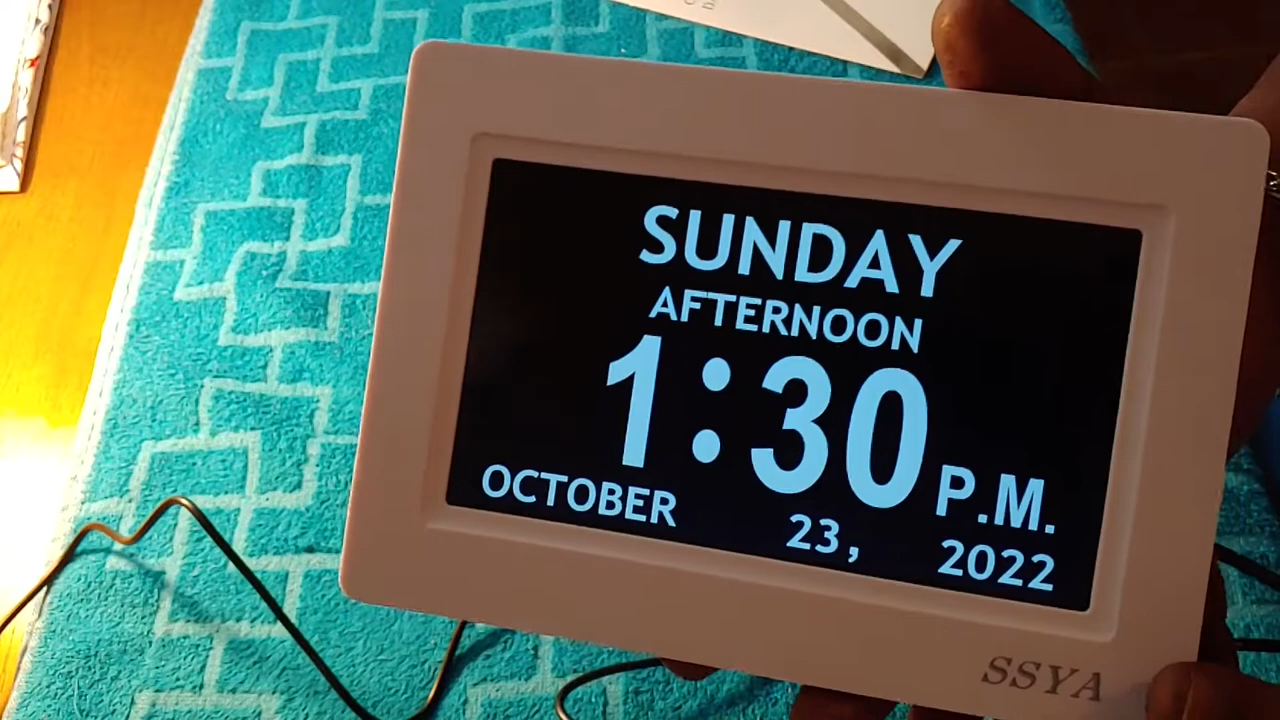 SUNDAY
AFTERNOON
1:30 P.M.
OCTOBER 23, 2022
SSYA